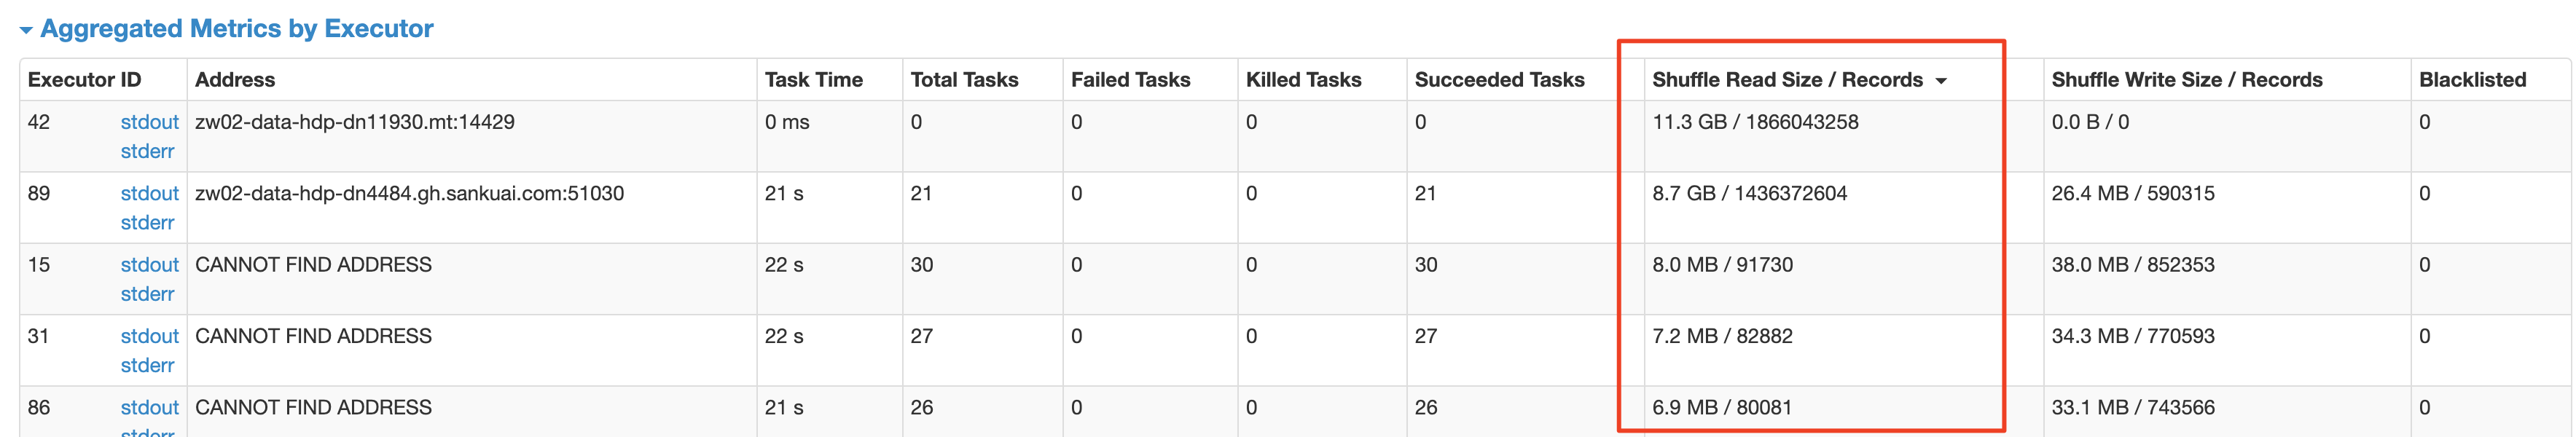 Aggregated Metrics by Executor
Executor ID Address Task Time Total Tasks Failed Tasks Killed Tasks Succeeded Tasks Shuffle Read Size / Records Shuffle Write Size / Records Blacklisted
42 stdout zw02-data-hdp-dn11930.mt:14429 0 ms 0 0 0 0 11.3 GB / 1866043258 0.0 B / 0 0
stderr
89 stdout zw02-data-hdp-dn4484.gh.sankuai.com:51030 21 s 21 0 0 21 8.7 GB / 1436372604 26.4 MB / 590315 0
stderr
15 stdout CANNOT FIND ADDRESS 22 s 30 0 0 30 8.0 MB / 91730 38.0 MB / 852353 0
stderr
31 stdout CANNOT FIND ADDRESS 22 s 27 0 0 27 7.2 MB / 82882 34.3 MB / 770593 0
stderr
86 stdout CANNOT FIND ADDRESS 21 s 26 0 0 26 6.9 MB / 80081 33.1 MB / 743566 0
stderr